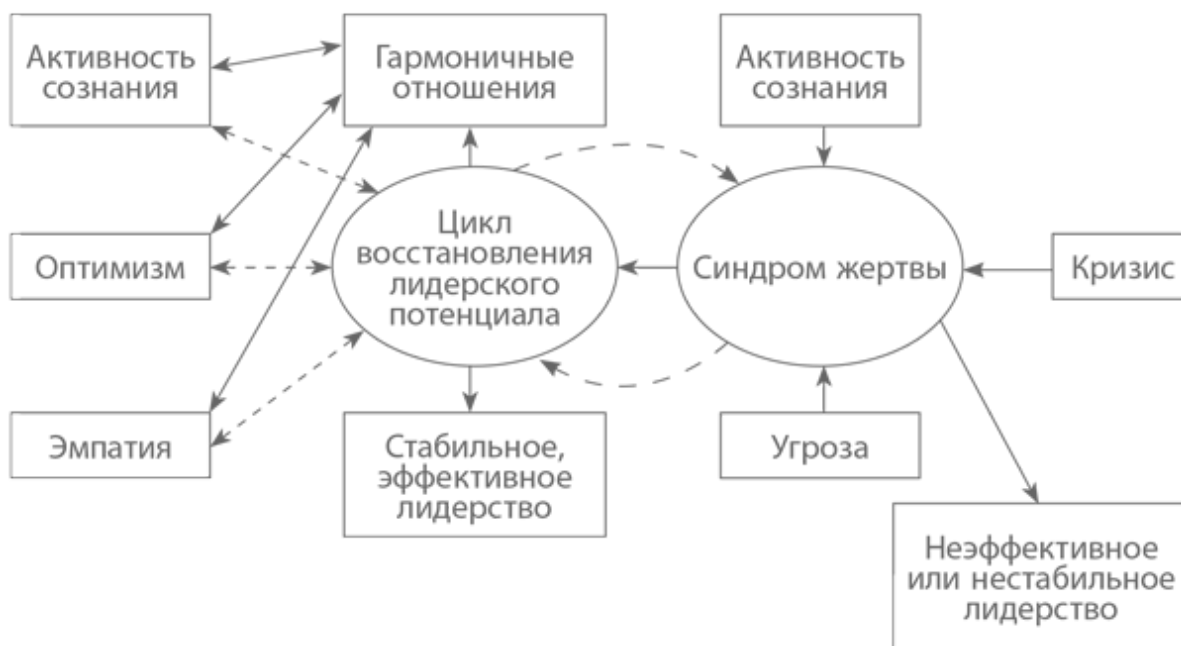 Активность
сознания
Гармоничные
отношения
Активность
сознания
Оптимизм
Цикл
восстановления
лидерского
потенциала
Синдром жертвы
Кризис
Эмпатия
Стабильное,
эффективное
лидерство
Угроза
Неэффективное
или нестабильное
лидерство